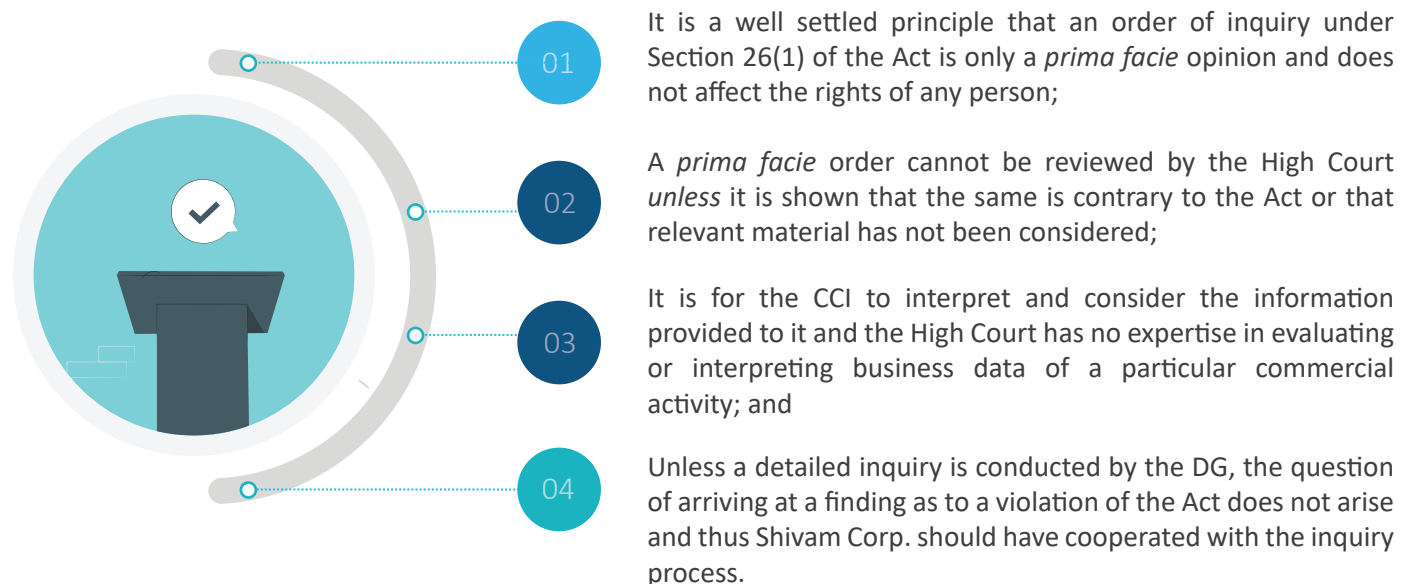 01
It is a well settled principle that an order of inquiry under
Section 26(1) of the Act is only a prima facie opinion and does
not affect the rights of any person;
02
A prima facie order cannot be reviewed by the High Court
unless it is shown that the same is contrary to the Act or that
relevant material has not been considered;
03
It is for the CCI to interpret and consider the information
provided to it and the High Court has no expertise in evaluating
or interpreting business data of a particular commercial
activity; and
04
Unless a detailed inquiry is conducted by the DG, the question
of arriving at a finding as to a violation of the Act does not arise
and thus Shivam Corp. should have cooperated with the inquiry
process.